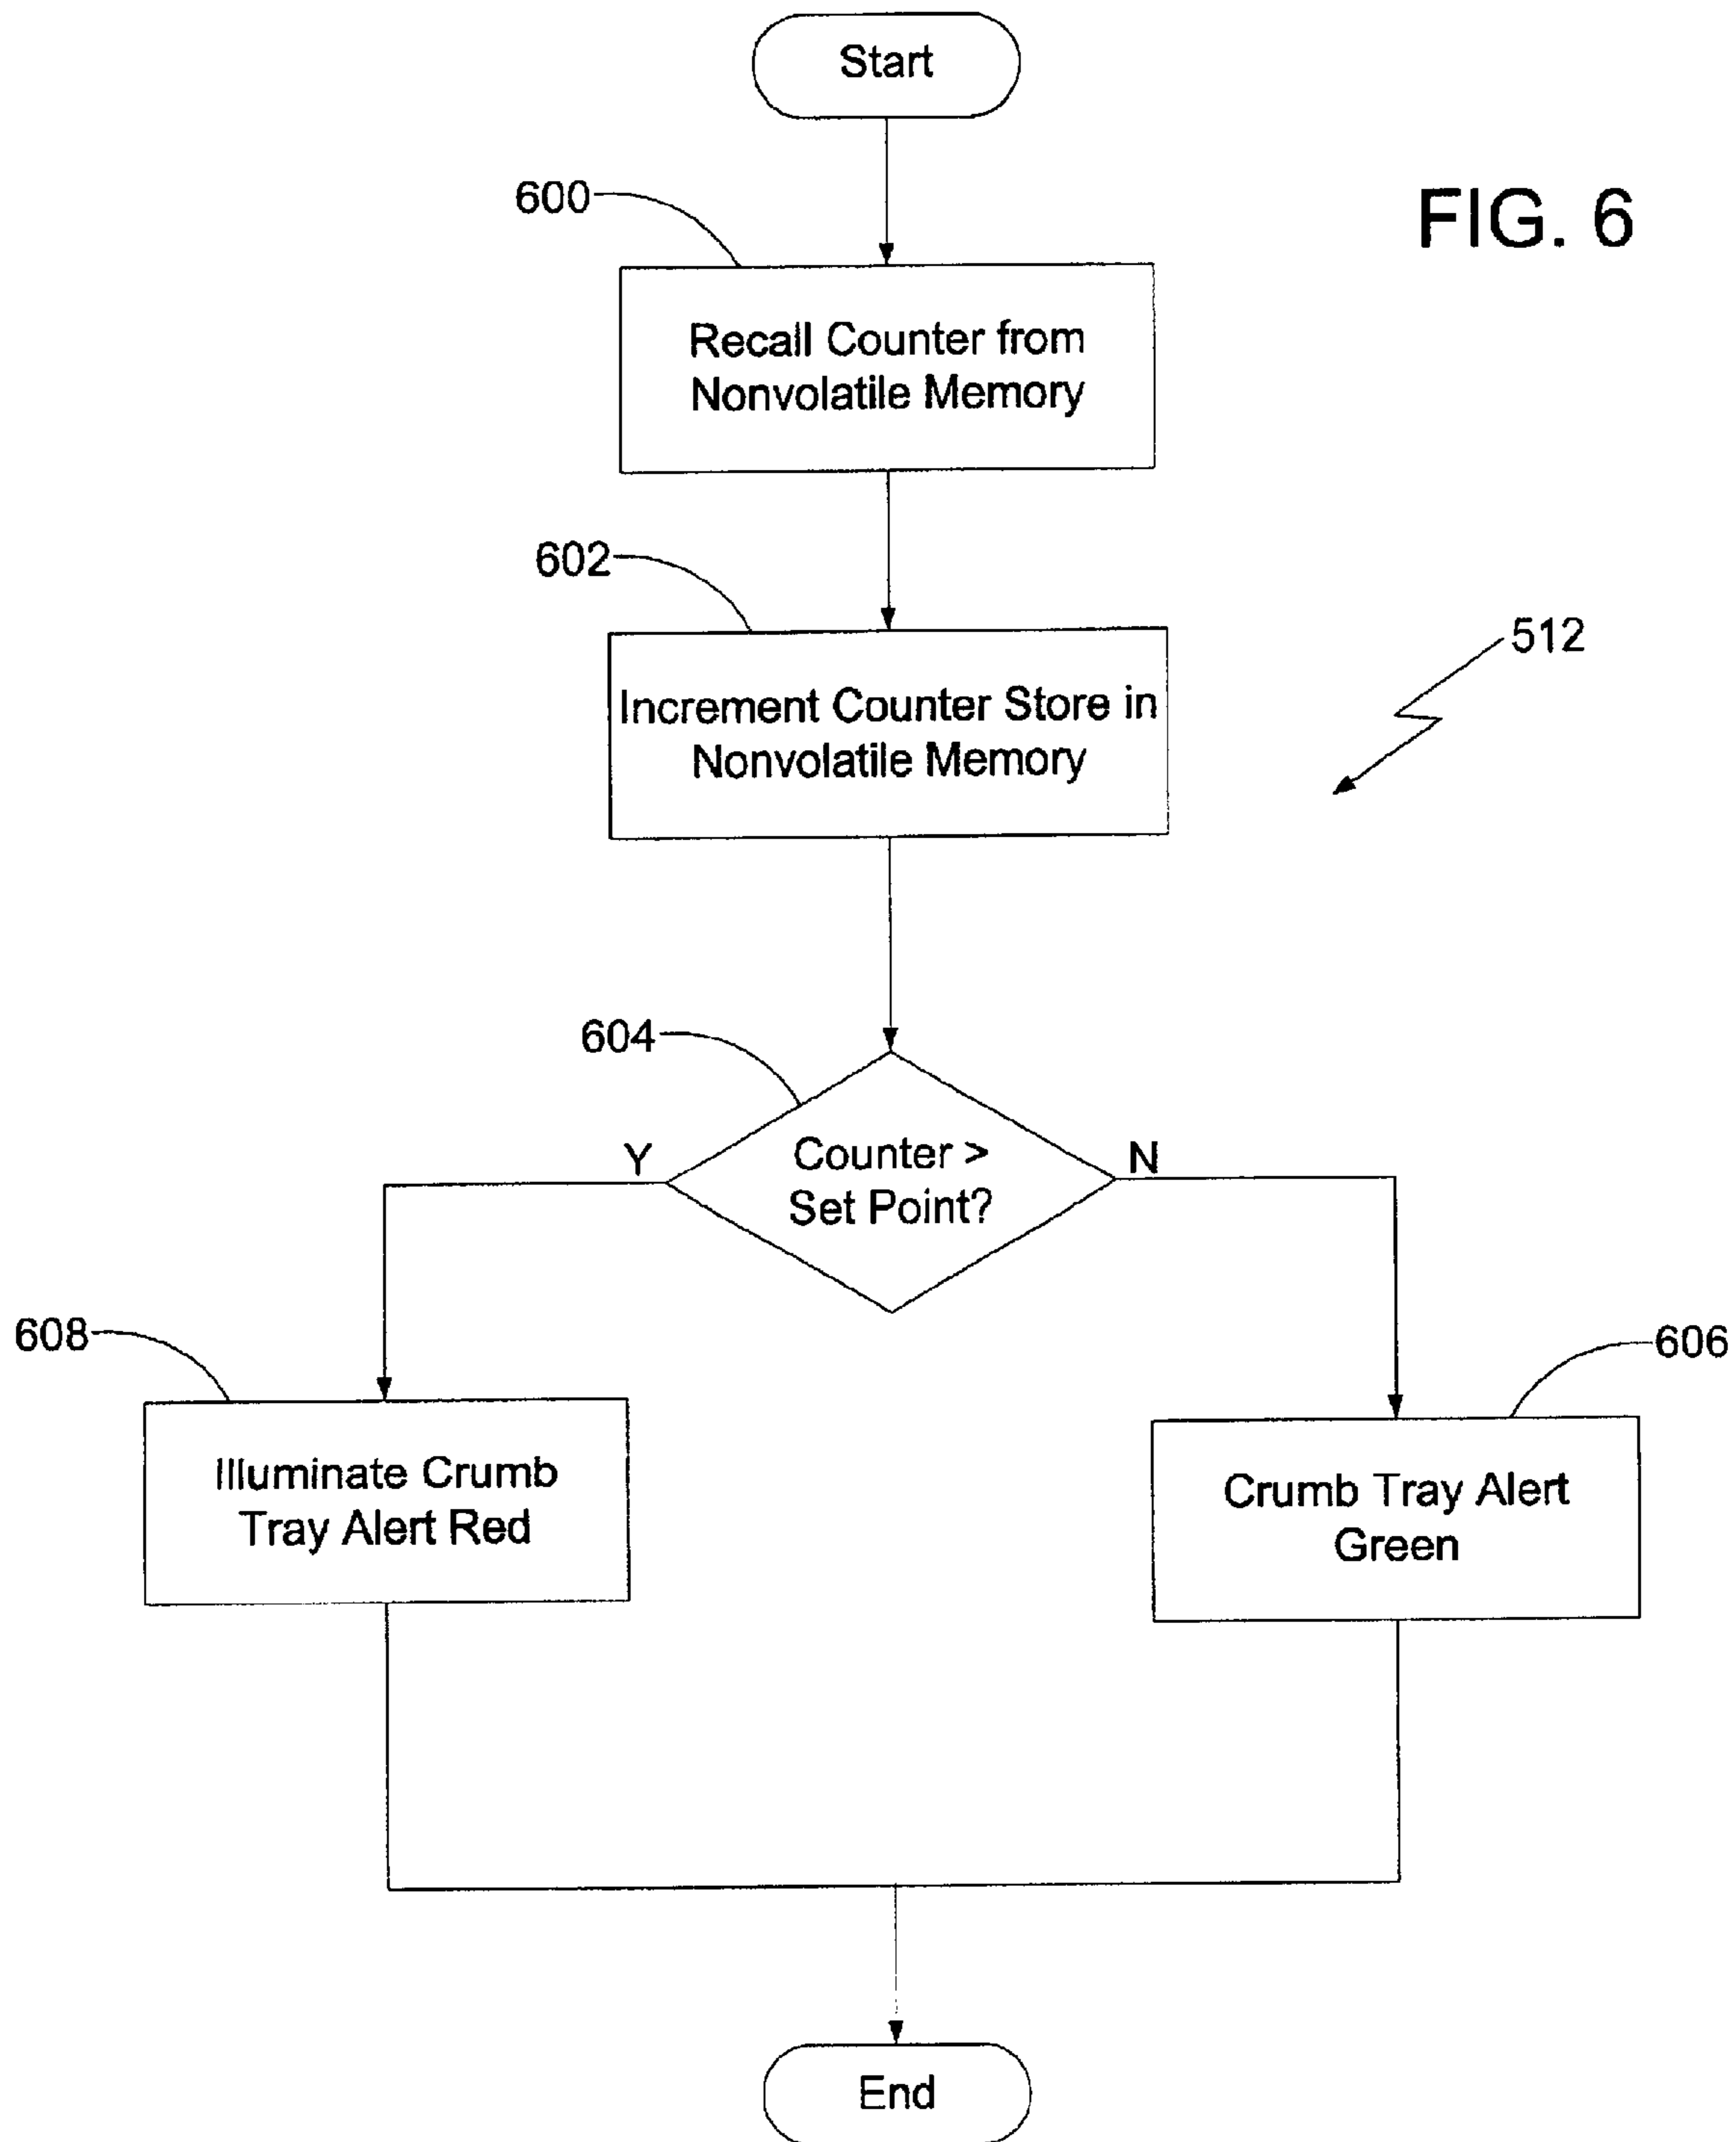 Start
600
FIG. 6
Recall Counter from
Nonvolatile Memory
602
512
Increment Counter Store in
Nonvolatile Memory
604
Y
Counter >
Set Point?
N
608
606
Illuminate Crumb
Tray Alert Red
Crumb Tray Alert
Green
End